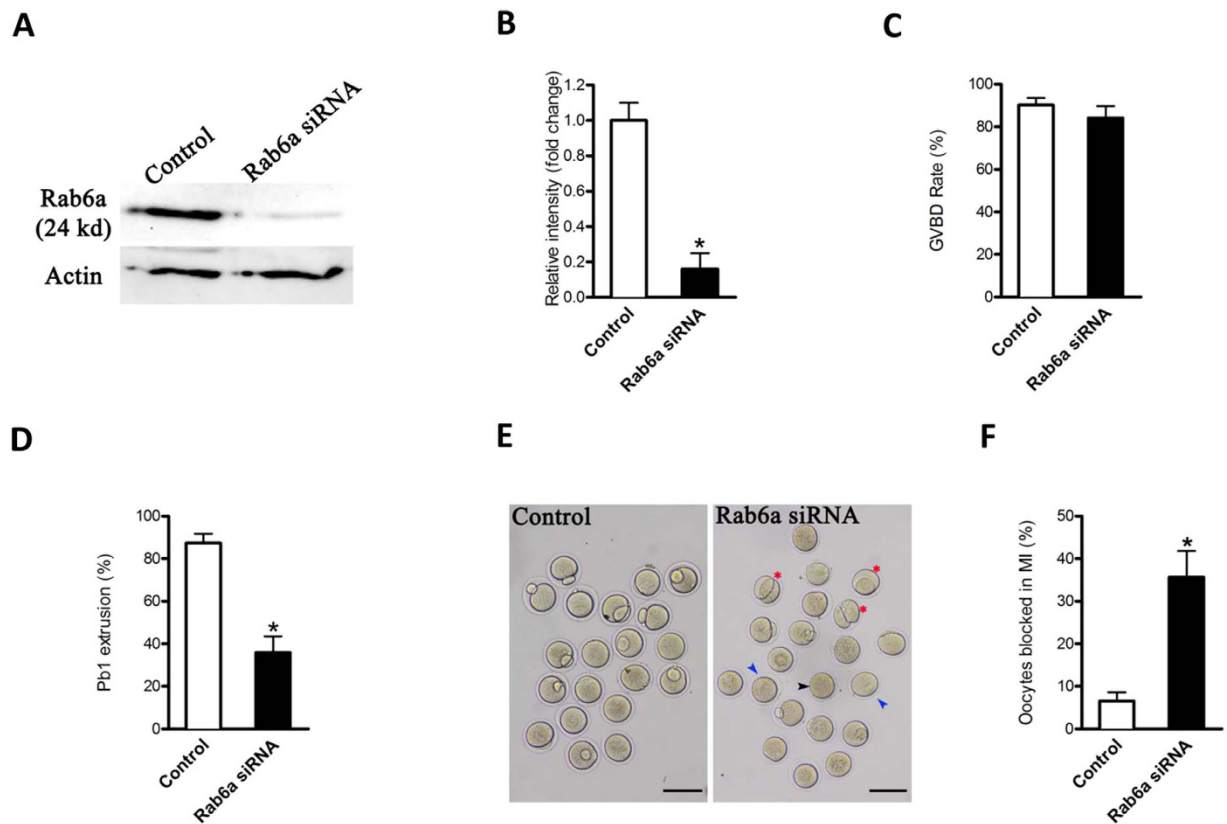 A
Control
Rab6a siRNA
Rab6a
(24 kd)
Actin
B
Relative intensity (fold change)
1.2
1.0
0.8
0.6
0.4
0.2
0.0
*
Control
Rab6a siRNA
C
GVBD Rate (%)
100
80
60
40
20
0
Control
Rab6a siRNA
D
Pb1 extrusion (%)
100
80
60
40
20
0
*
Control
Rab6a siRNA
E
Control
Rab6a siRNA
*
*
*
F
Oocytes blocked in MI (%)
50
40
30
20
10
0
*
Control
Rab6a siRNA